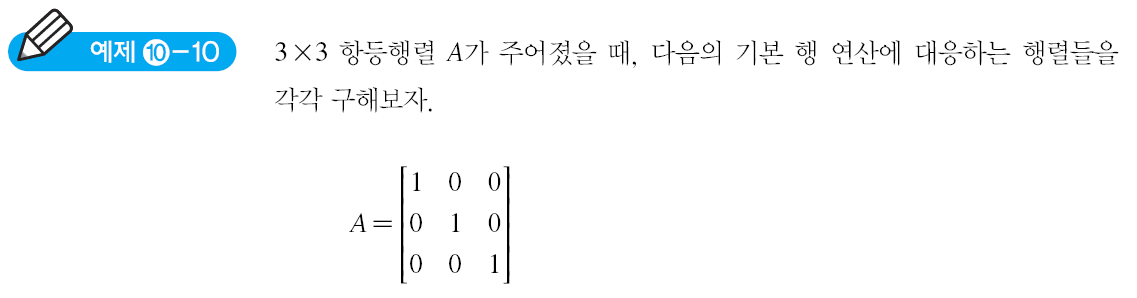 예제 10-10 3×3 항등행렬 A가 주어졌을 때, 다음의 기본 행 연산에 대응하는 행렬들을
각각 구해보자.
1 0 0
A = 0 1 0
0 0 1